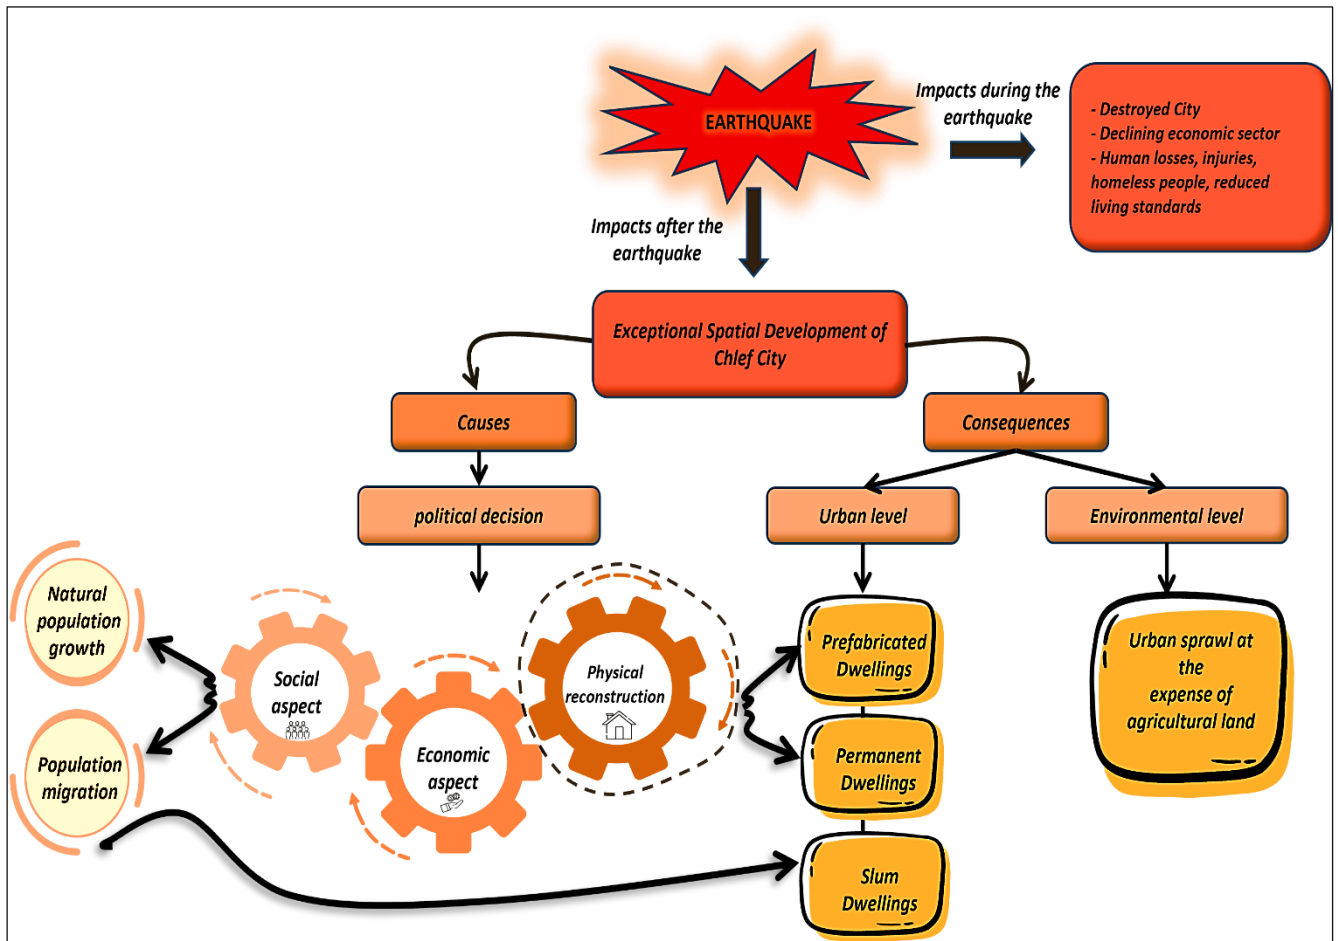 EARTHQUAKE
Impacts during the
earthquake
- Destroyed City
- Declining economic sector
- Human losses, injuries,
homeless people, reduced
living standards
Impacts after the
earthquake
Exceptional Spatial Development of
Chlef City
Causes
Consequences
political decision
Urban level
Environmental level
Natural
population
growth
Population
migration
Social
aspect
Economic
aspect
Physical
reconstruction
Prefabricated
Dwellings
Permanent
Dwellings
Slum
Dwellings
Urban sprawl at
the
expense of
agricultural land